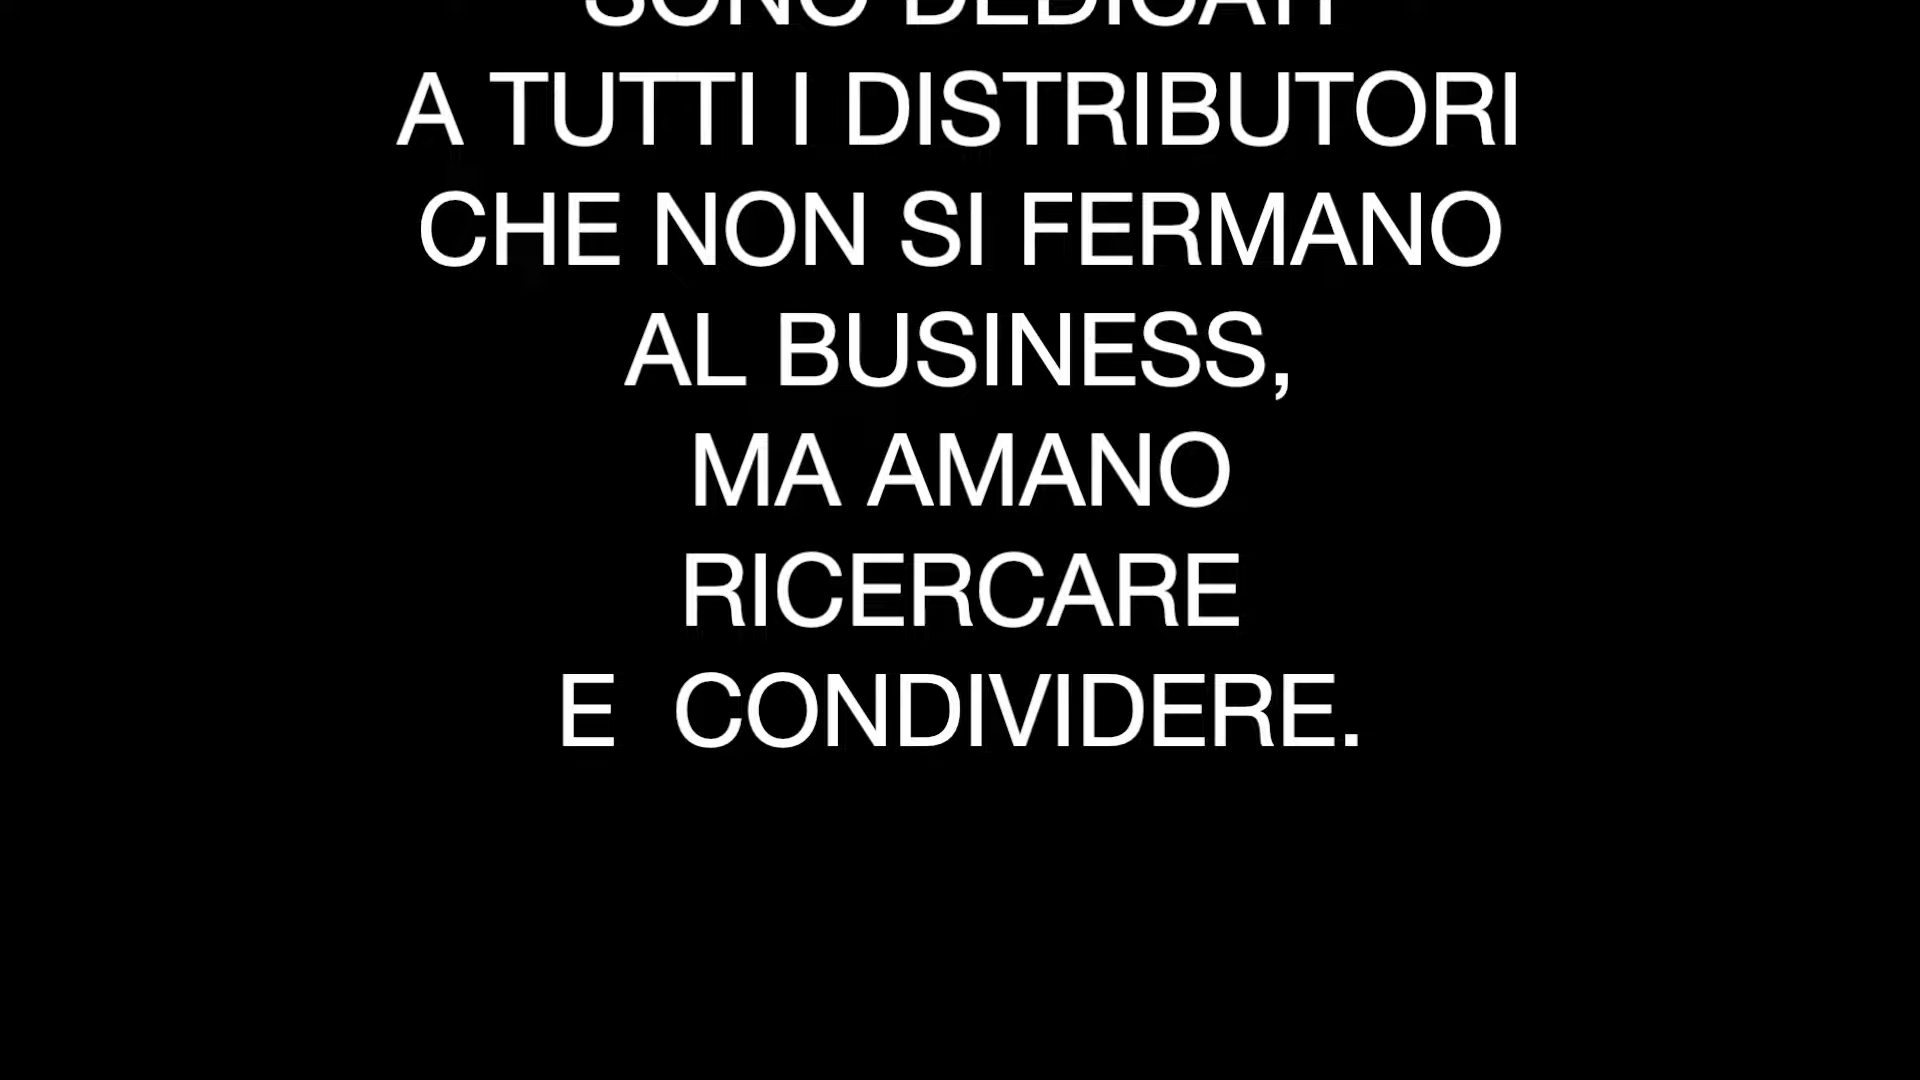 SONO DEDICATI
A TUTTI I DISTRIBUTORI
CHE NON SI FERMANO
AL BUSINESS,
MA AMANO
RICERCARE
E  CONDIVIDERE.